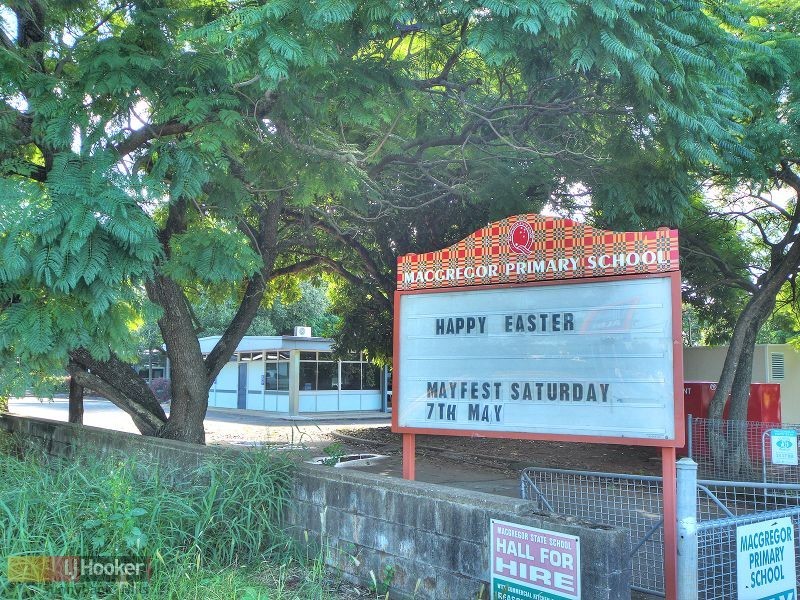 MACGREGOR PRIMARY SCHOOL
HAPPY EASTER
MAYFEST SATURDAY
7TH MAY
MACGREGOR STATE SCHOOL
HALL FOR
HIRE
MACGREGOR
PRIMARY
SCHOOL
LJ Hooker